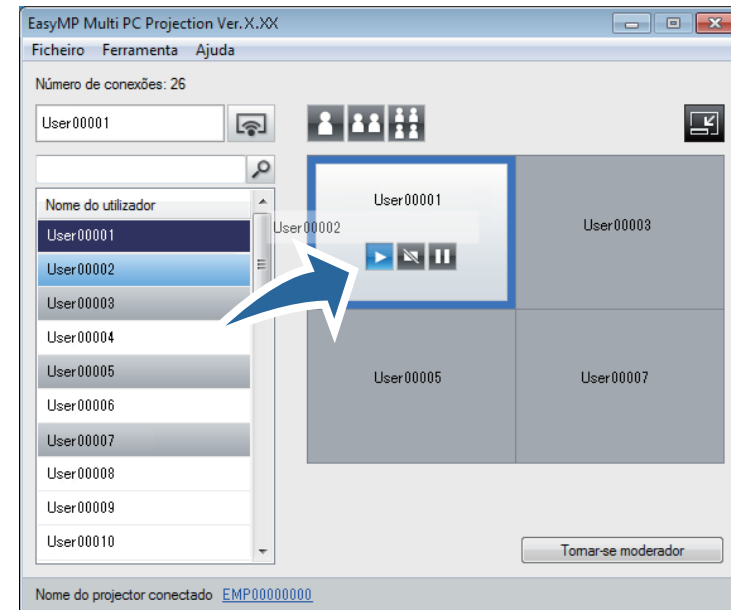 EasyMP Multi PC Projection Ver.X.XX
Ficheiro Ferramenta Ajuda
Número de conexões: 26
User00001
Nome do utilizador
User00001
User00002
User00003
User00004
User00005
User00006
User00007
User00008
User00009
User00010
User00001
User00002
User00003
User00005
User00007
Tornar-se moderador
Nome do projector conectado EMP00000000